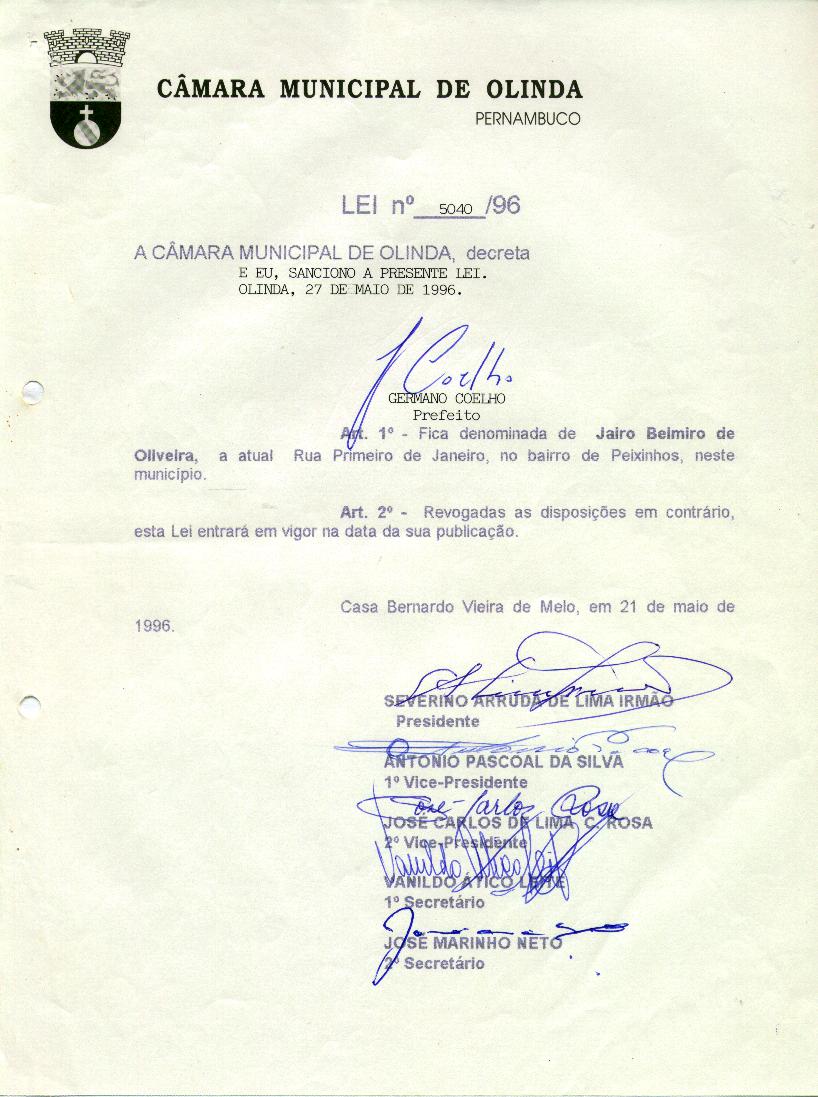 CÂMARA MUNICIPAL DE OLINDA
PERNAMBUCO
LEI nº 5040 /96
A CÂMARA MUNICIPAL DE OLINDA, decreta
E EU, SANCIONO A PRESENTE LEI.
OLINDA, 27 DE MAIO DE 1996.
J Coelho
GERMANO COELHO
Prefeito
Art. 1º - Fica denominada de Jairo Belmiro de
Oliveira, a atual Rua Primeiro de Janeiro, no bairro de Peixinhos, neste
município.
Art. 2º - Revogadas as disposições em contrário,
esta Lei entrará em vigor na data da sua publicação.
Casa Bernardo Vieira de Melo, em 21 de maio de
1996.
SEVERINO ARRUDA DE LIMA IRMÃO
Presidente
ANTONIO PASCOAL DA SILVA
1º Vice-Presidente
José Carlos Rosa
JOSÉ CARLOS DE LIMA C. ROSA
2º Vice-Presidente
Vanildo
VANILDO ÁTICO LEITE
1º Secretário
JOSÉ MARINHO NETO
2º Secretário